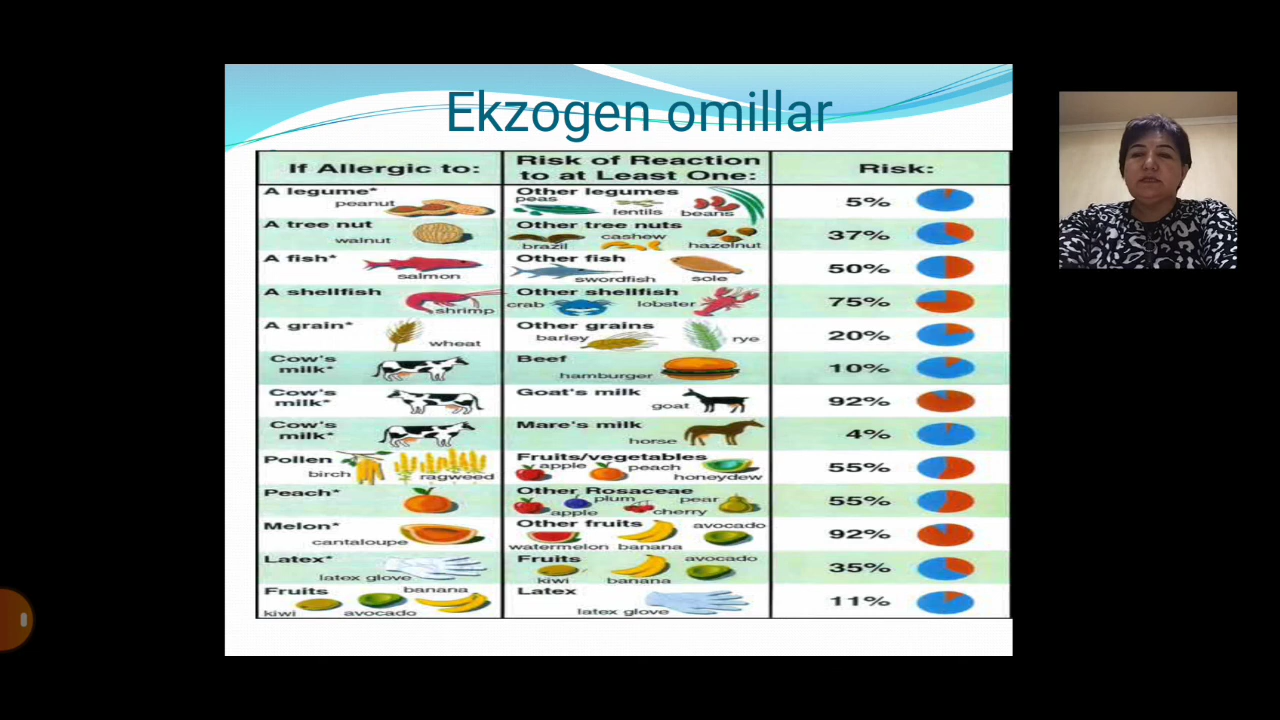 Ekzogen omillar
If Allergic to:
Risk of Reaction
to at Least One:
Risk:
A legume*
peanut
Other legumes
peas
lentils
beans
5%
A tree nut
walnut
Other tree nuts
brazil
cashew
hazelnut
37%
A fish*
salmon
Other fish
swordfish
sole
50%
A shellfish
shrimp
Other shellfish
crab
lobster
75%
A grain*
wheat
Other grains
barley
rye
20%
Cow's
milk*
Beef
hamburger
10%
Cow's
milk*
Goat's milk
goat
92%
Cow's
milk*
Mare's milk
horse
4%
Pollen
birch
ragweed
Fruits/vegetables
apple
peach
honeydew
55%
Peach*
Other Rosaceae
apple
plum
cherry
pear
55%
Melon*
cantaloupe
Other fruits
watermelon
banana
avocado
92%
Latex*
latex glove
Fruits
kiwi
banana
avocado
35%
Fruits
kiwi
avocado
banana
Latex
latex glove
11%